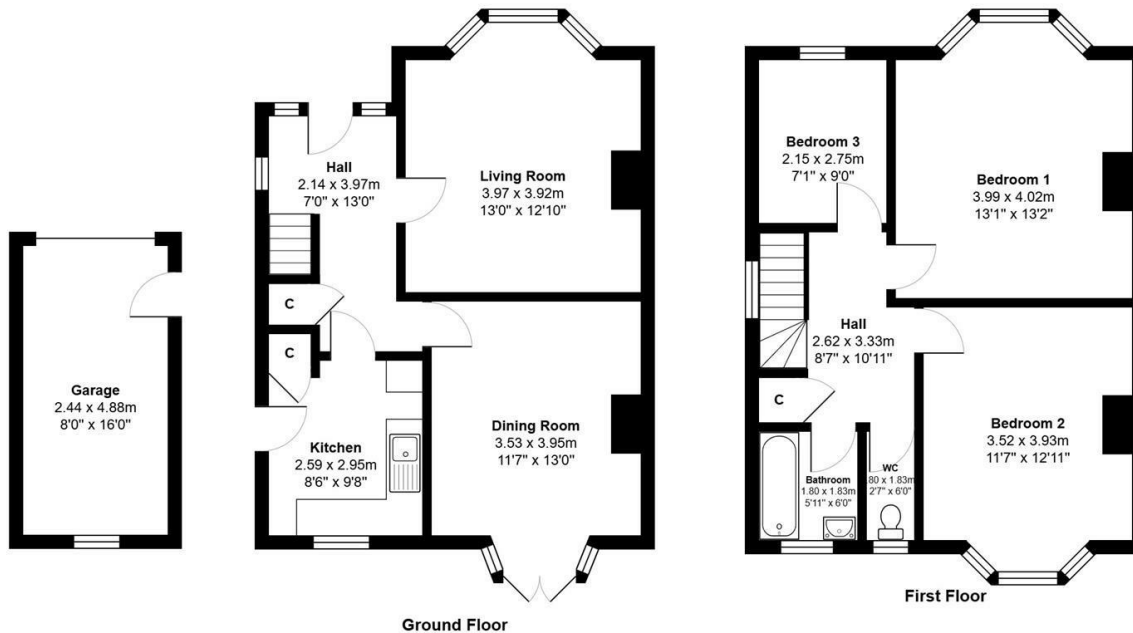 Garage
2.44 x 4.88m
8'0" x 16'0"
Hall
2.14 x 3.97m
7'0" x 13'0"
Living Room
3.97 x 3.92m
13'0" x 12'10"
C
C
Kitchen
2.59 x 2.95m
8'6" x 9'8"
Dining Room
3.53 x 3.95m
11'7" x 13'0"
Ground Floor
Bedroom 3
2.15 x 2.75m
7'1" x 9'0"
Bedroom 1
3.99 x 4.02m
13'1" x 13'2"
Hall
2.62 x 3.33m
8'7" x 10'11"
C
Bedroom 2
3.52 x 3.93m
11'7" x 12'11"
Bathroom
1.80 x 1.83m
5'11" x 6'0"
WC
.80 x 1.83m
2'7" x 6'0"
First Floor